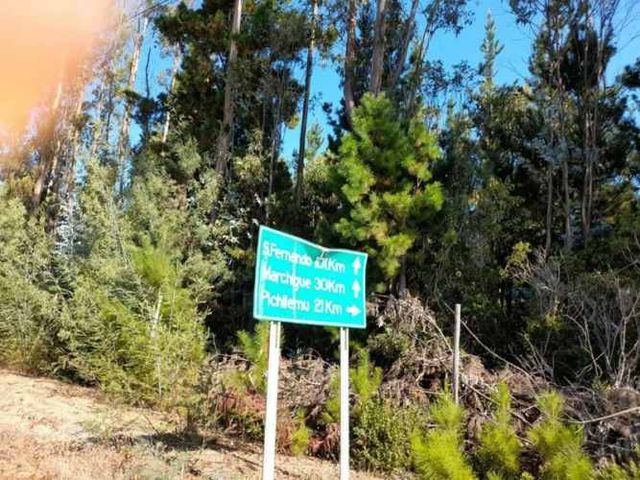 S.Fernando 101Km ↑
Marchigue 30Km ↑
Pichilemu 21Km →